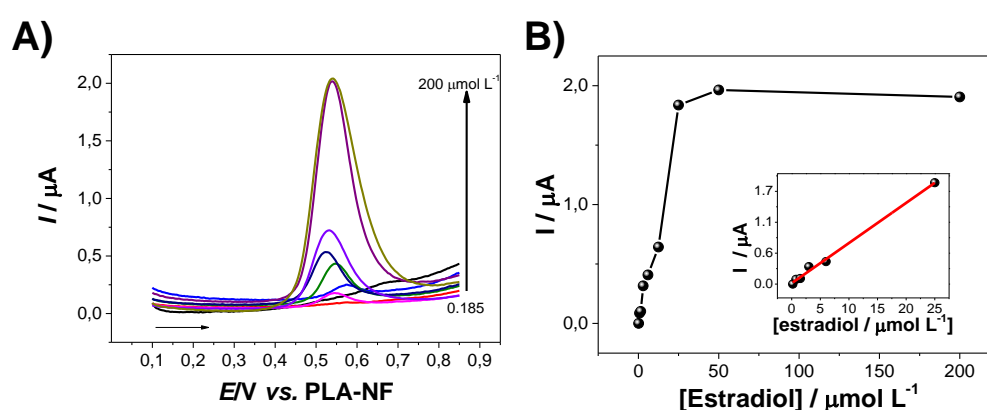 A)
I / μA
2,0
1,5
1,0
0,5
0,0
200 μmol L⁻¹
0.185
0,1 0,2 0,3 0,4 0,5 0,6 0,7 0,8 0,9
E/V vs. PLA-NF
B)
I / μA
2,0
1,0
0,0
0 50 100 150 200
[Estradiol] / μmol L⁻¹
I / μA
1.7
1.1
0.6
0.0
0 5 10 15 20 25
[estradiol / μmol L⁻¹]